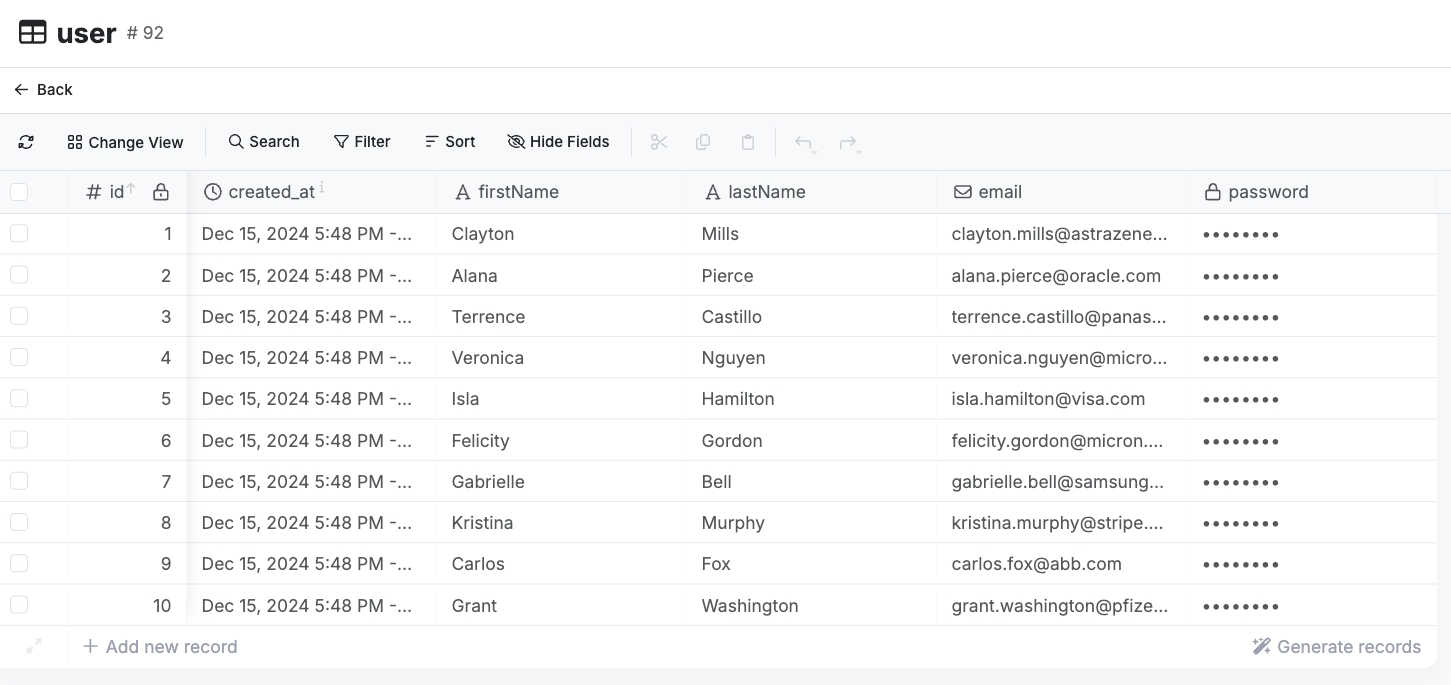 user # 92
Back
Change View Search Filter Sort Hide Fields
# id created_at i firstName lastName email password
1 Dec 15, 2024 5:48 PM -... Clayton Mills clayton.mills@astrazene... ••••••••
2 Dec 15, 2024 5:48 PM -... Alana Pierce alana.pierce@oracle.com ••••••••
3 Dec 15, 2024 5:48 PM -... Terrence Castillo terrence.castillo@panas... ••••••••
4 Dec 15, 2024 5:48 PM -... Veronica Nguyen veronica.nguyen@micro... ••••••••
5 Dec 15, 2024 5:48 PM -... Isla Hamilton isla.hamilton@visa.com ••••••••
6 Dec 15, 2024 5:48 PM -... Felicity Gordon felicity.gordon@micron.... ••••••••
7 Dec 15, 2024 5:48 PM -... Gabrielle Bell gabrielle.bell@samsung... ••••••••
8 Dec 15, 2024 5:48 PM -... Kristina Murphy kristina.murphy@stripe.... ••••••••
9 Dec 15, 2024 5:48 PM -... Carlos Fox carlos.fox@abb.com ••••••••
10 Dec 15, 2024 5:48 PM -... Grant Washington grant.washington@pfize... ••••••••
Add new record Generate records